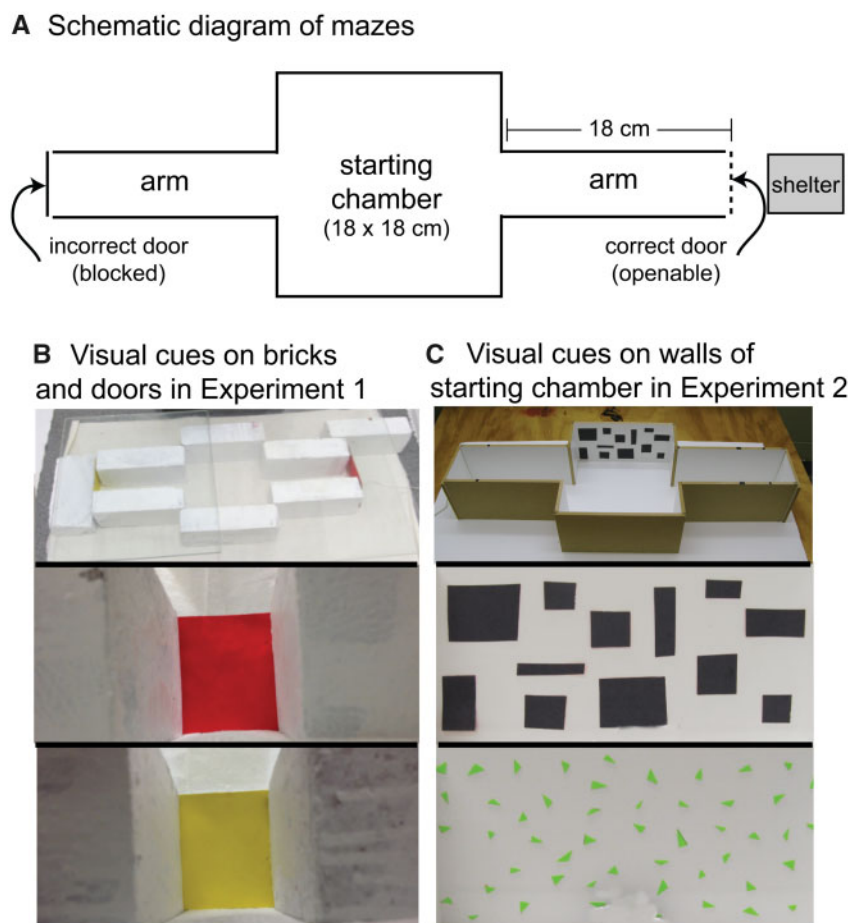 A Schematic diagram of mazes
18 cm
arm
starting
chamber
(18 x 18 cm)
arm
shelter
incorrect door
(blocked)
correct door
(openable)
B Visual cues on bricks
and doors in Experiment 1
C Visual cues on walls of
starting chamber in Experiment 2